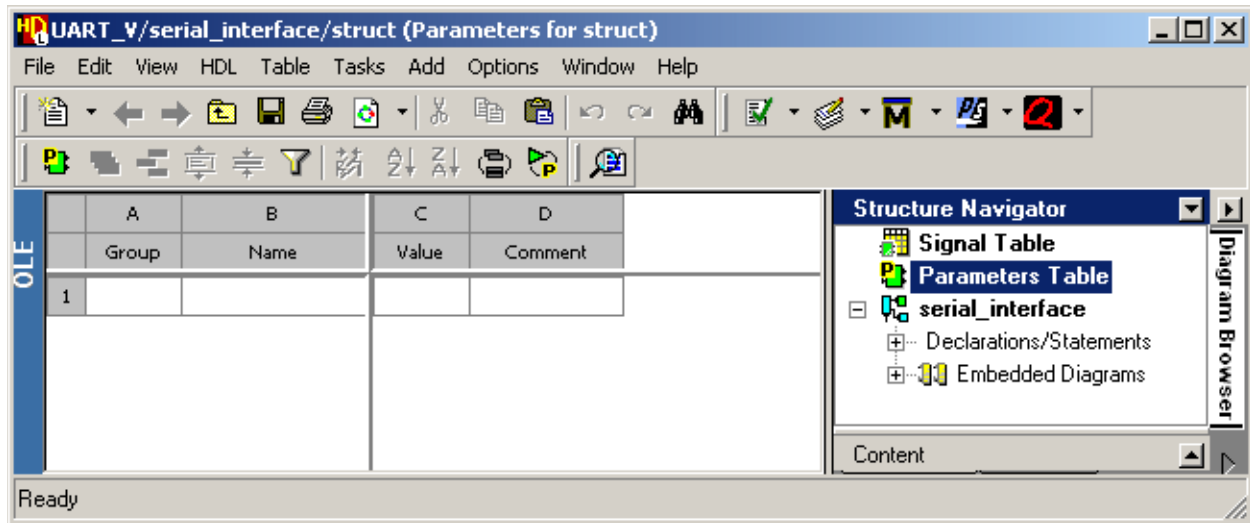 UART_V/serial_interface/struct (Parameters for struct)
File Edit View HDL Table Tasks Add Options Window Help
A B C D
Group Name Value Comment
1
OLE
Structure Navigator
Signal Table
Parameters Table
serial_interface
Declarations/Statements
Embedded Diagrams
Content
Diagram Browser
Ready